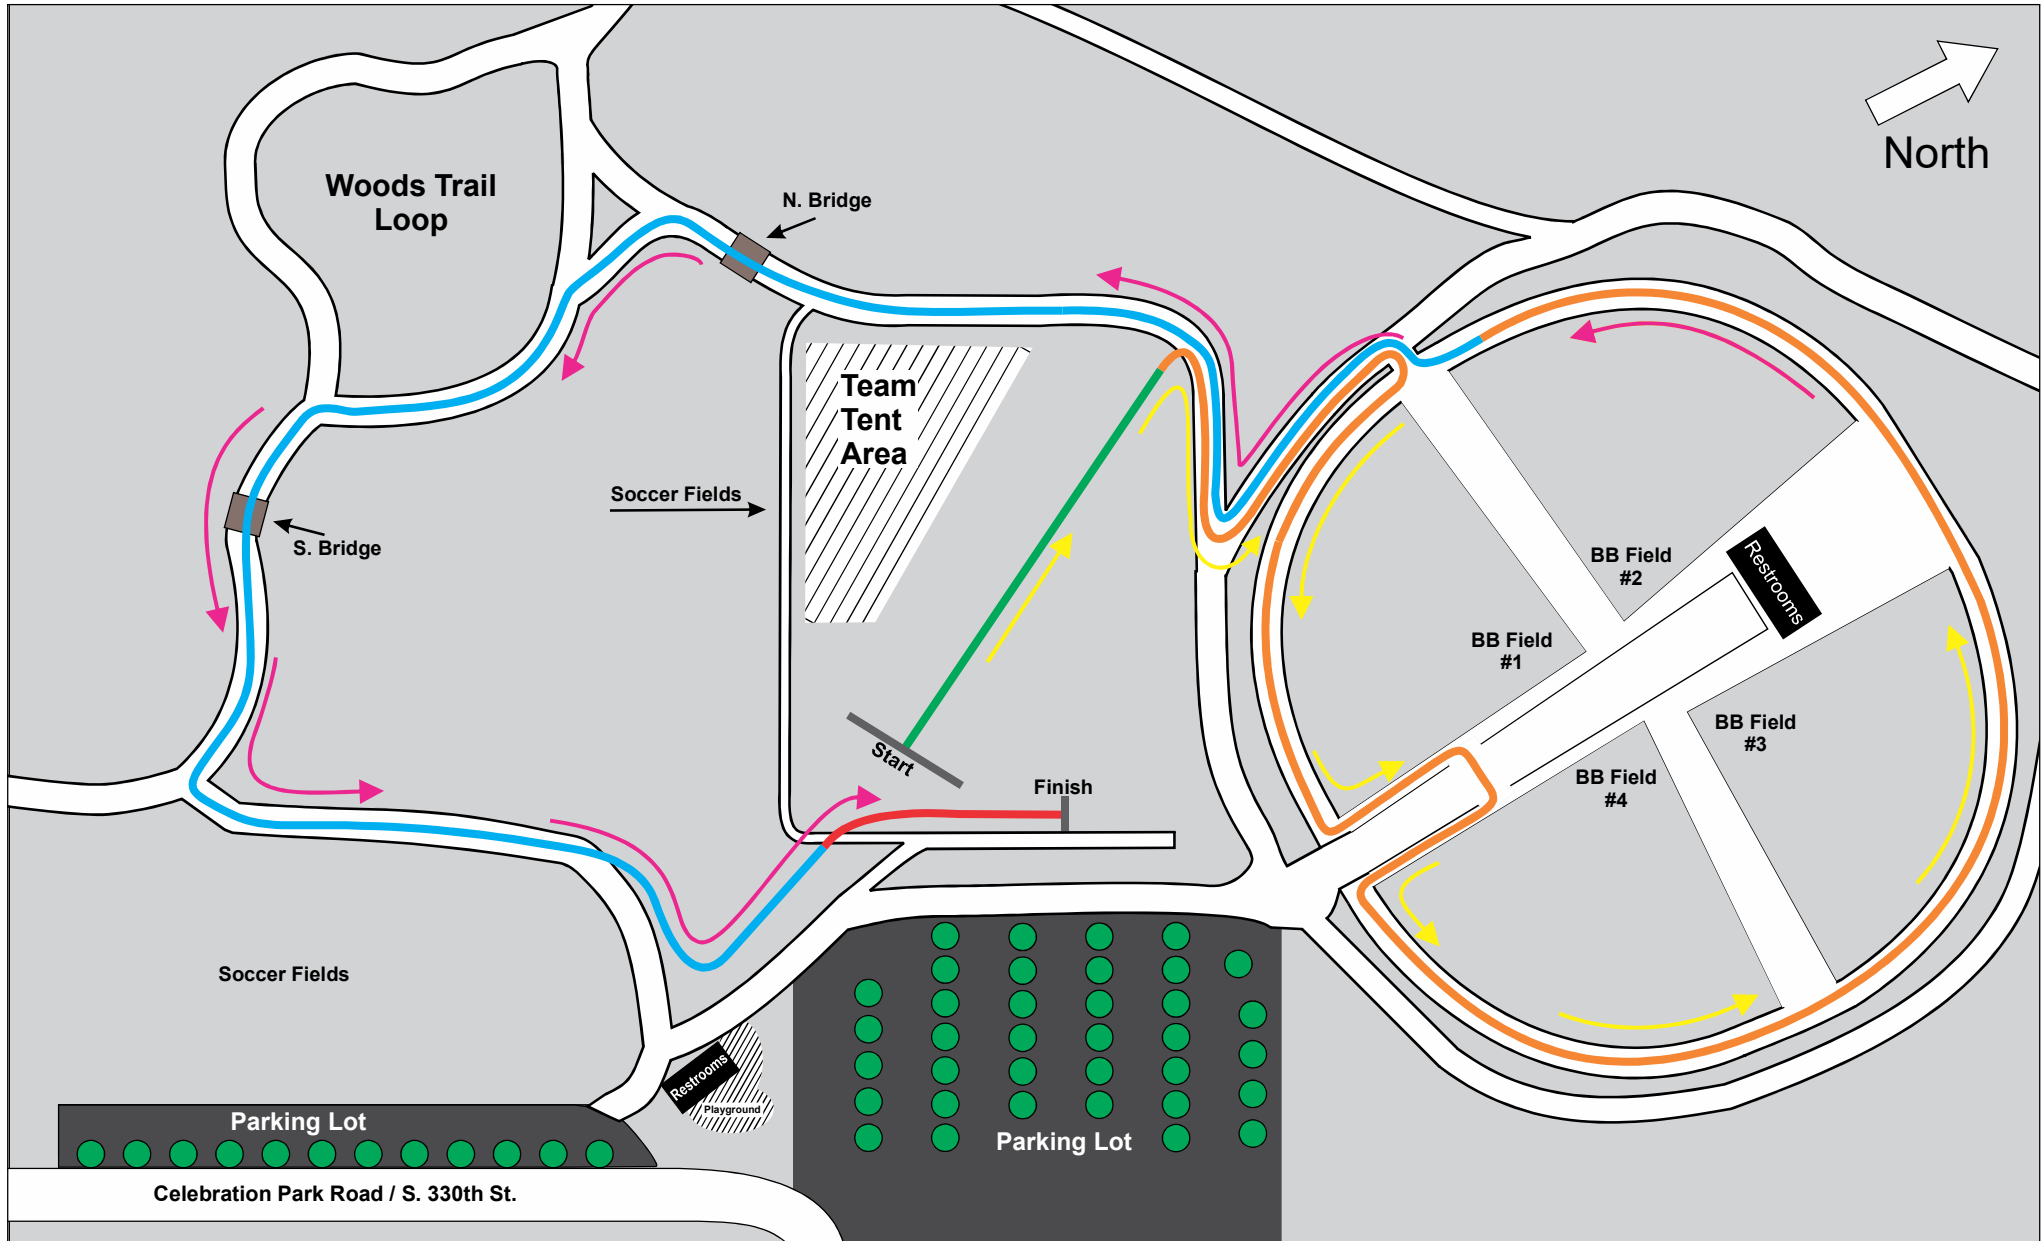 North
Woods Trail
Loop
N. Bridge
Team
Tent
Area
Soccer Fields
S. Bridge
BB Field
#2
Restrooms
BB Field
#1
BB Field
#3
Start
Finish
BB Field
#4
Soccer Fields
Restrooms
Playground
Parking Lot
Parking Lot
Celebration Park Road / S. 330th St.